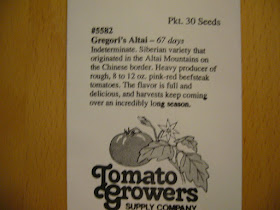 Pkt. 30 Seeds
#5582
Gregori's Altai – 67 days
Indeterminate. Siberian variety that
originated in the Altai Mountains on
the Chinese border. Heavy producer of
rough, 8 to 12 oz. pink-red beefsteak
tomatoes. The flavor is full and
delicious, and harvests keep coming
over an incredibly long season.
Tomato
Growers
SUPPLY COMPANY